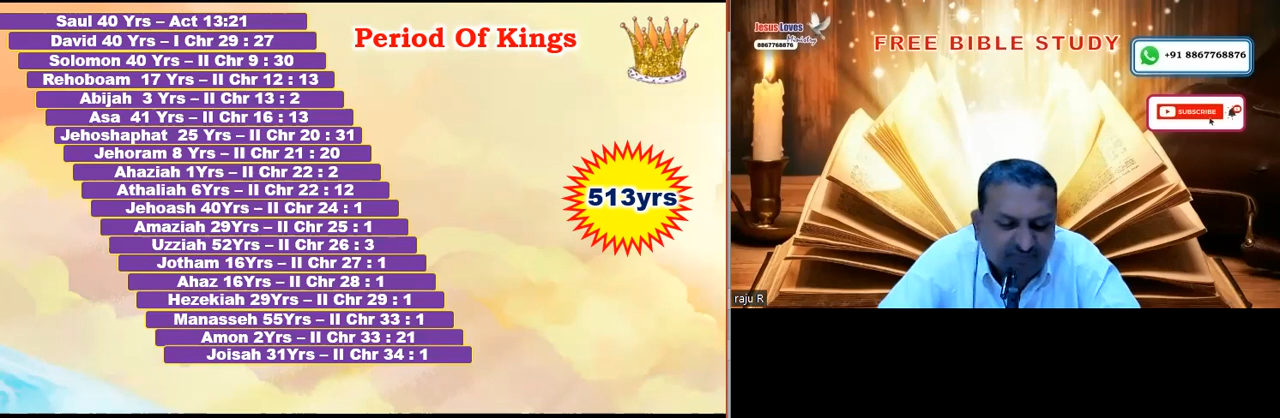 Saul 40 Yrs – Act 13:21
David 40 Yrs – I Chr 29 : 27
Solomon 40 Yrs – II Chr 9 : 30
Rehoboam 17 Yrs – II Chr 12 : 13
Abijah 3 Yrs – II Chr 13 : 2
Asa 41 Yrs – II Chr 16 : 13
Jehoshaphat 25 Yrs – II Chr 20 : 31
Jehoram 8 Yrs – II Chr 21 : 20
Ahaziah 1Yrs – II Chr 22 : 2
Athaliah 6Yrs – II Chr 22 : 12
Jehoash 40Yrs – II Chr 24 : 1
Amaziah 29Yrs – II Chr 25 : 1
Uzziah 52Yrs – II Chr 26 : 3
Jotham 16Yrs – II Chr 27 : 1
Ahaz 16Yrs – II Chr 28 : 1
Hezekiah 29Yrs – II Chr 29 : 1
Manasseh 55Yrs – II Chr 33 : 1
Amon 2Yrs – II Chr 33 : 21
Joisah 31Yrs – II Chr 34 : 1
Period Of Kings
513yrs
Jesus Loves
Ministry
8867768876
FREE BIBLE STUDY
+91 8867768876
SUBSCRIBE
raju R